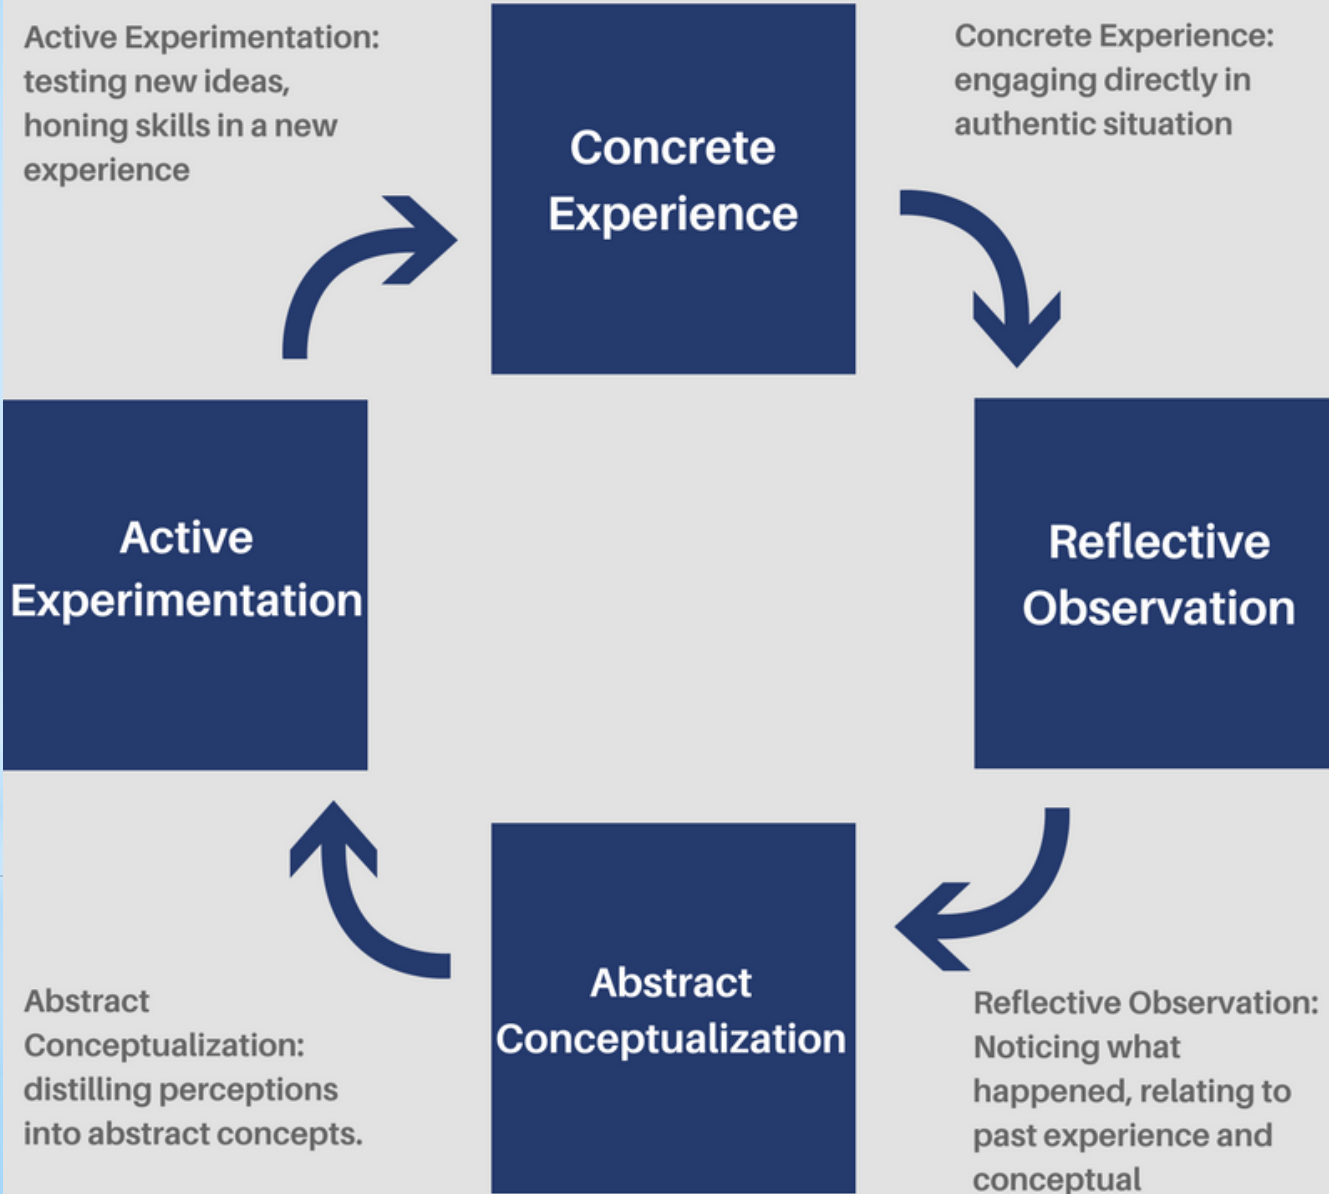 Active Experimentation:
testing new ideas,
honing skills in a new
experience
Concrete
Experience
Concrete Experience:
engaging directly in
authentic situation
Active
Experimentation
Reflective
Observation
Abstract
Conceptualization:
distilling perceptions
into abstract concepts.
Abstract
Conceptualization
Reflective Observation:
Noticing what
happened, relating to
past experience and
conceptual